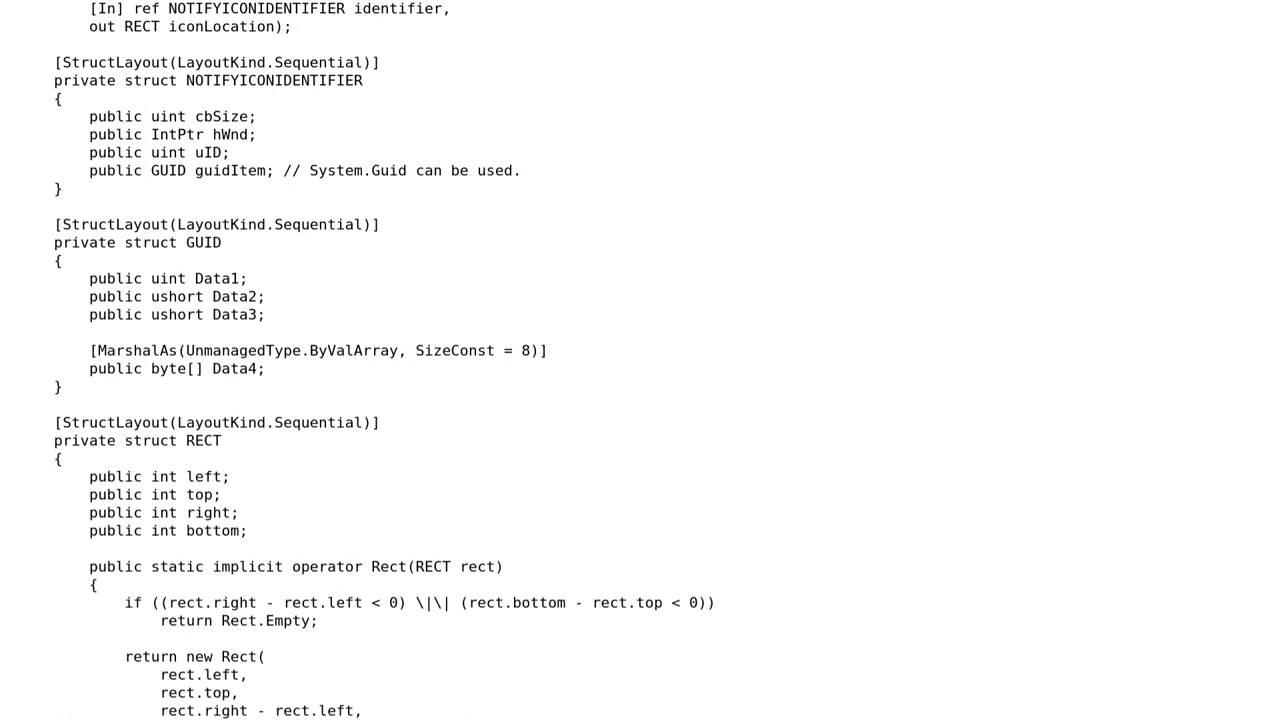 [In] ref NOTIFYICONIDENTIFIER identifier,
out RECT iconLocation);
[StructLayout(LayoutKind.Sequential)]
private struct NOTIFYICONIDENTIFIER
{
public uint cbSize;
public IntPtr hWnd;
public uint uID;
public GUID guidItem; // System.Guid can be used.
}
[StructLayout(LayoutKind.Sequential)]
private struct GUID
{
public uint Data1;
public ushort Data2;
public ushort Data3;
[MarshalAs(UnmanagedType.ByValArray, SizeConst = 8)]
public byte[] Data4;
}
[StructLayout(LayoutKind.Sequential)]
private struct RECT
{
public int left;
public int top;
public int right;
public int bottom;
public static implicit operator Rect(RECT rect)
{
if ((rect.right - rect.left < 0) \|\| (rect.bottom - rect.top < 0))
return Rect.Empty;
return new Rect(
rect.left,
rect.top,
rect.right - rect.left,